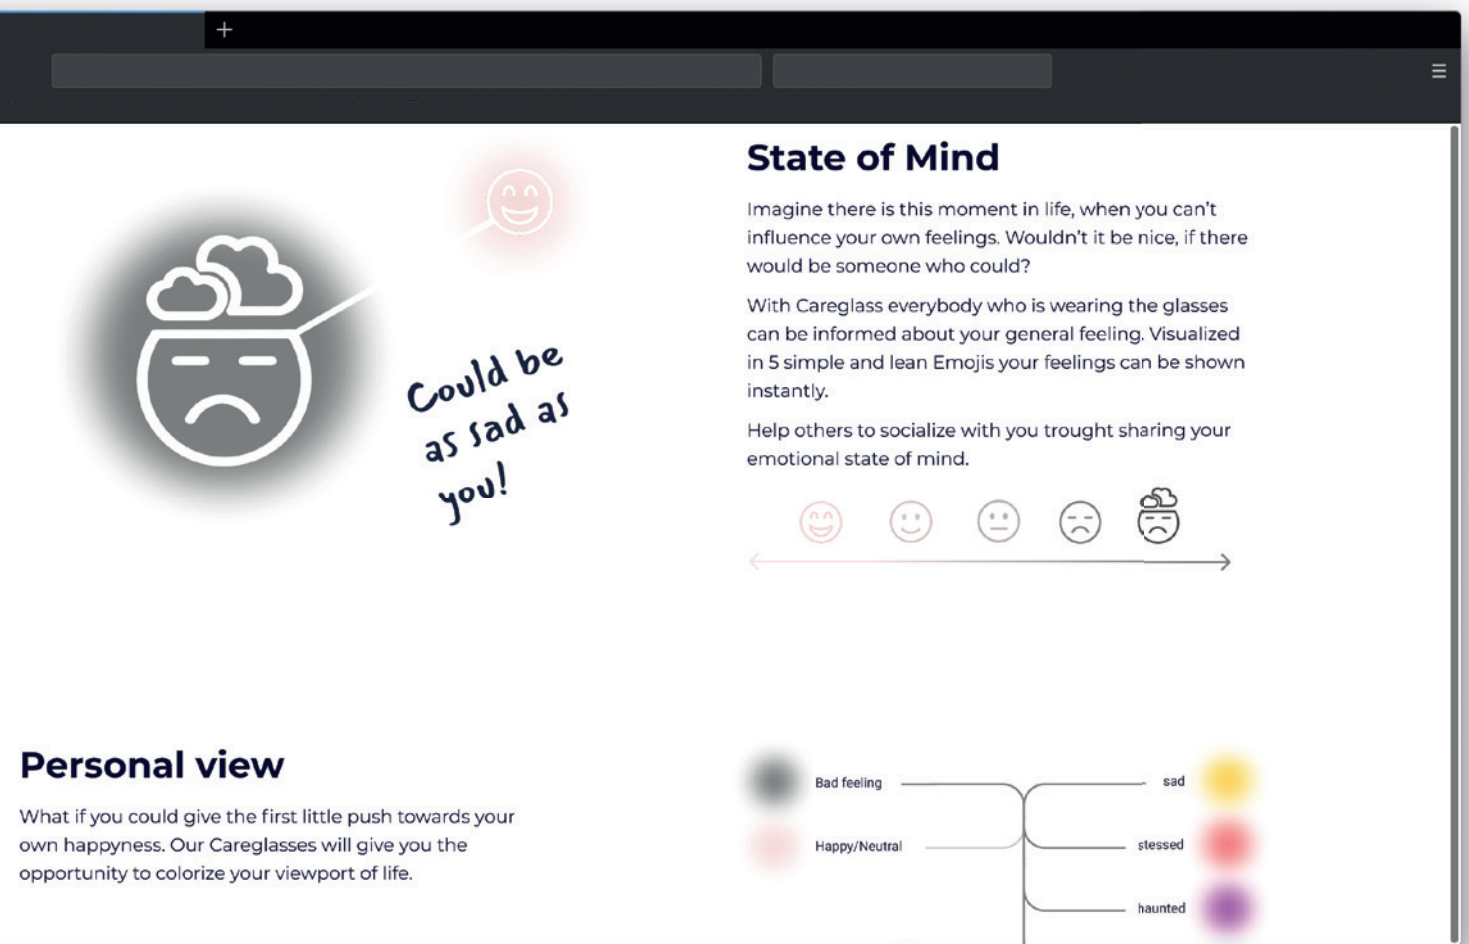 State of Mind
Imagine there is this moment in life, when you can't
influence your own feelings. Wouldn't it be nice, if there
would be someone who could?
With Careglass everybody who is wearing the glasses
can be informed about your general feeling. Visualized
in 5 simple and lean Emojis your feelings can be shown
instantly.
Help others to socialize with you trought sharing your
emotional state of mind.
Could be
as sad as
you!
Personal view
What if you could give the first little push towards your
own happyness. Our Careglasses will give you the
opportunity to colorize your viewport of life.
Bad feeling
Happy/Neutral
sad
stessed
haunted